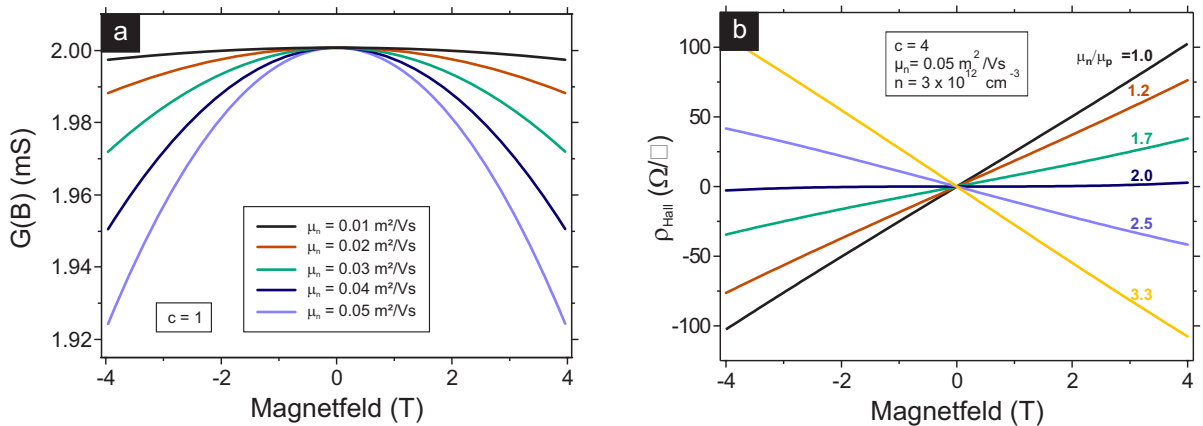 a
2.00
1.98
1.96
1.94
1.92
G(B) (mS)
μn = 0.01 m²/Vs
μn = 0.02 m²/Vs
μn = 0.03 m²/Vs
μn = 0.04 m²/Vs
μn = 0.05 m²/Vs
c = 1
-4 -2 0 2 4
Magnetfeld (T)
b
100
50
0
-50
-100
ρHall (Ω/□)
c = 4
μn= 0.05 m²/Vs
n = 3 x 10¹² cm⁻³
μn/μp =1.0
1.2
1.7
2.0
2.5
3.3
-4 -2 0 2 4
Magnetfeld (T)